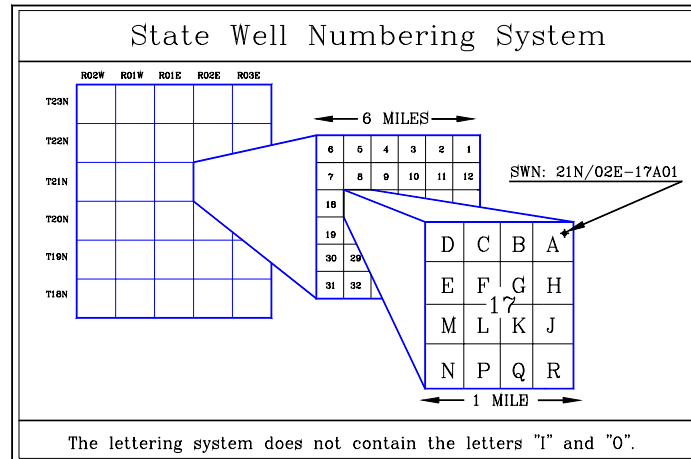 State Well Numbering System
R02W R01W R01E R02E R03E
T23N
T22N
T21N
T20N
T19N
T18N
6 MILES
6 5 4 3 2 1
7 8 9 10 11 12
18
19
30 29
31 32
SWN: 21N/02E-17A01
D C B A
E F G H
17
M L K J
N P Q R
1 MILE
The lettering system does not contain the letters "I" and "O".